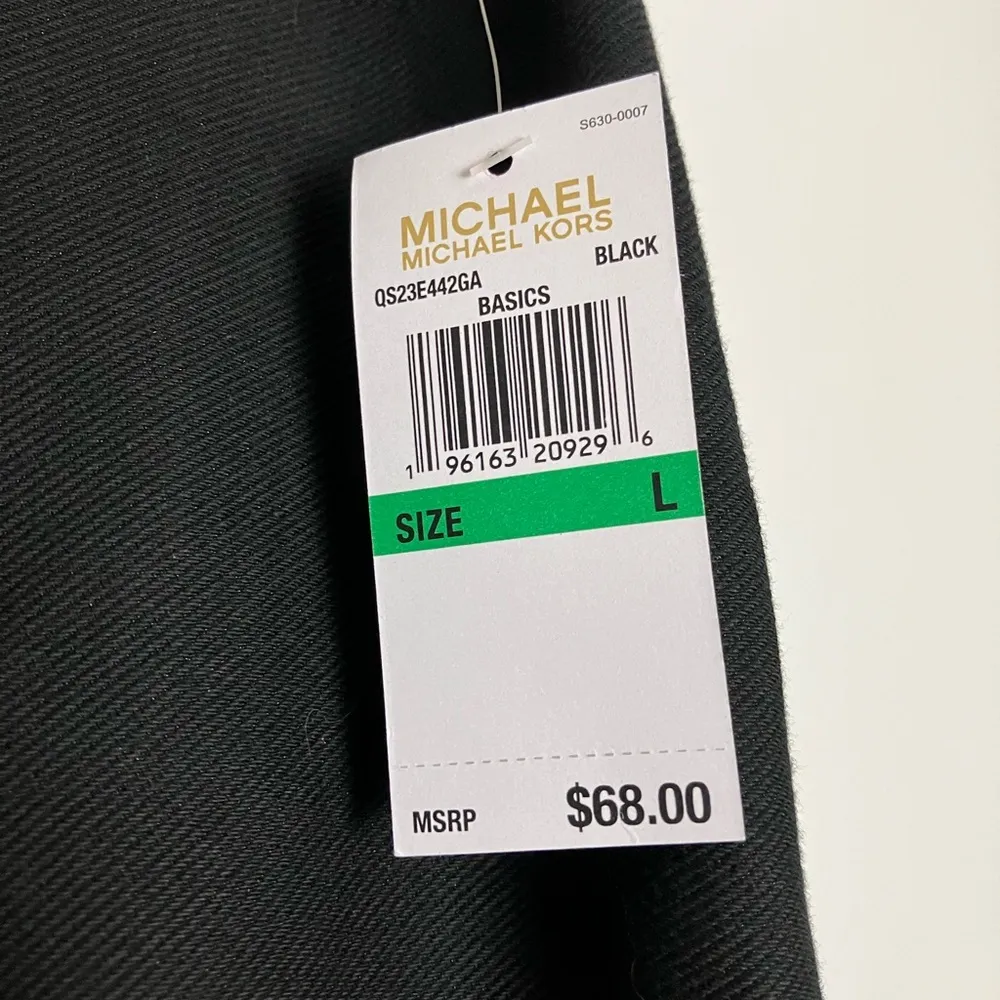 S630-0007
MICHAEL
MICHAEL KORS
QS23E442GA BLACK
BASICS
1 96163 20929 6
SIZE L
MSRP $68.00